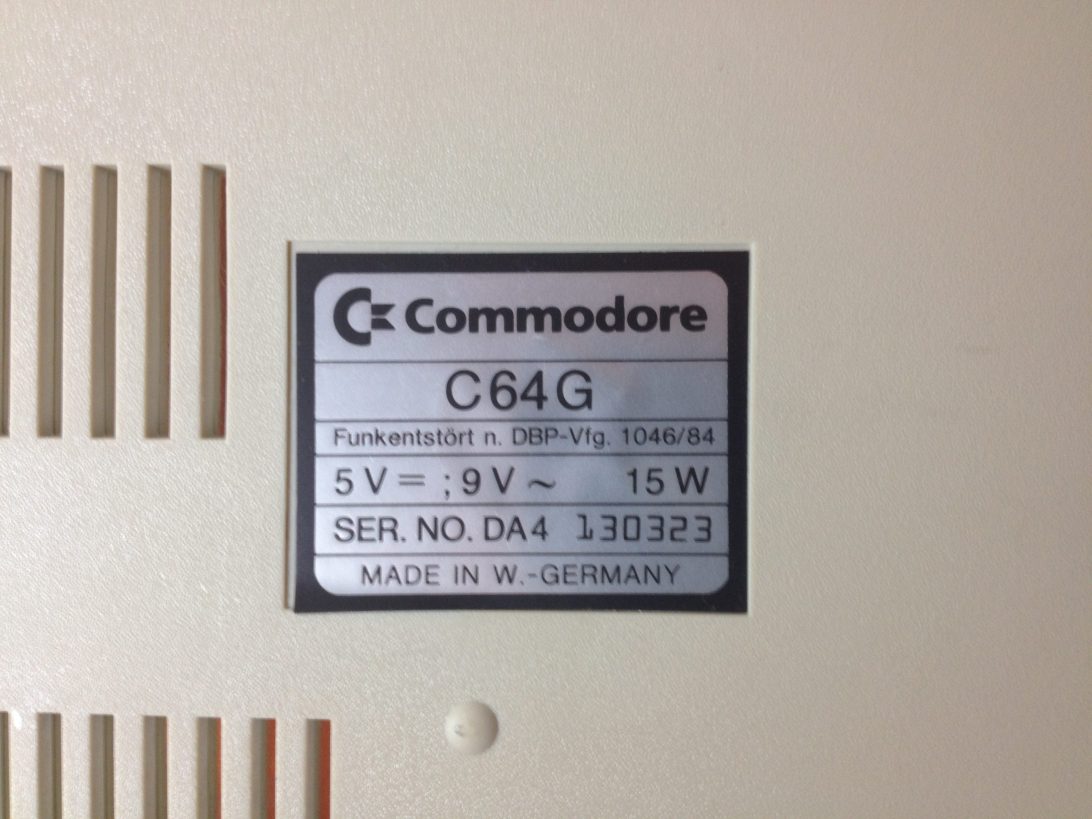 Commodore
C64G
Funkentstört n. DBP-Vfg. 1046/84
5 V = ; 9 V ~ 15 W
SER. NO. DA4 130323
MADE IN W.-GERMANY